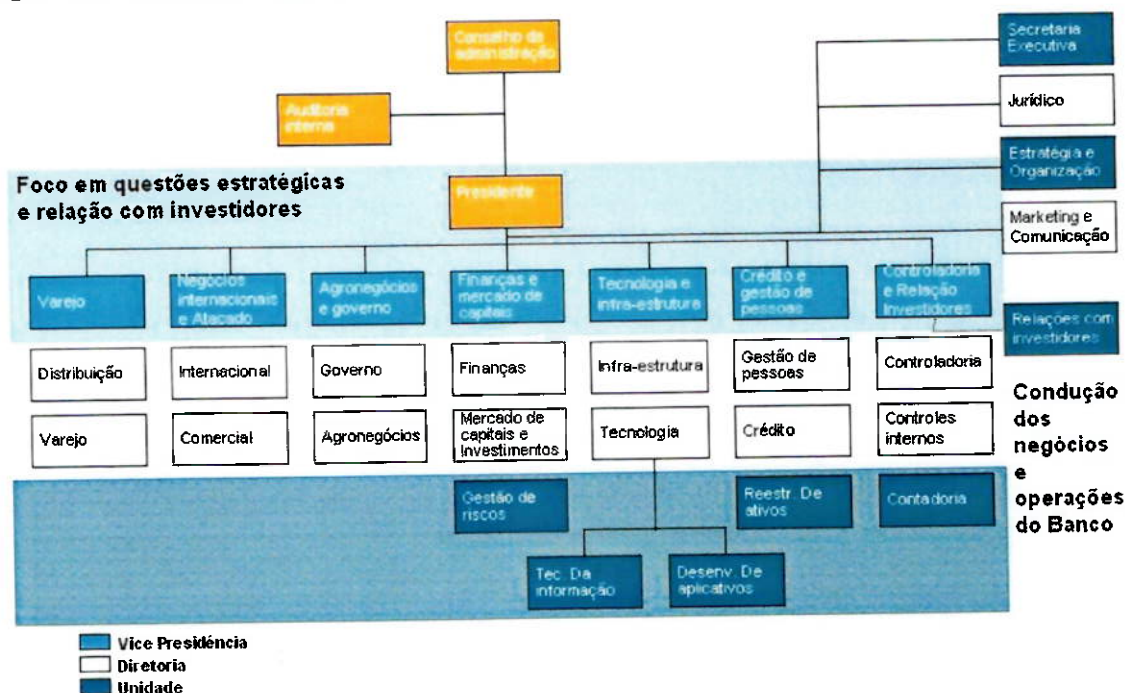 Conselho de
administração
Auditoria
interna
Presidente
Secretaria
Executiva
Jurídico
Estratégia e
Organização
Marketing e
Comunicação
Relações com
investidores
Foco em questões estratégicas
e relação com investidores
Varejo
Negócios
internacionais
e Atacado
Agronegócios
e governo
Finanças e
mercado de
capitais
Tecnologia e
infra-estrutura
Crédito e
gestão de
pessoas
Controladoria
e Relação
Investidores
Distribuição
Internacional
Governo
Finanças
Infra-estrutura
Gestão de
pessoas
Controladoria
Varejo
Comercial
Agronegócios
Mercado de
capitais e
Investimentos
Tecnologia
Crédito
Controles
internos
Condução
dos
negócios
e
operações
do Banco
Gestão de
riscos
Reestr. De
ativos
Contadoria
Tec. Da
informação
Desenv. De
aplicativos
Vice Presidência
Diretoria
Unidade